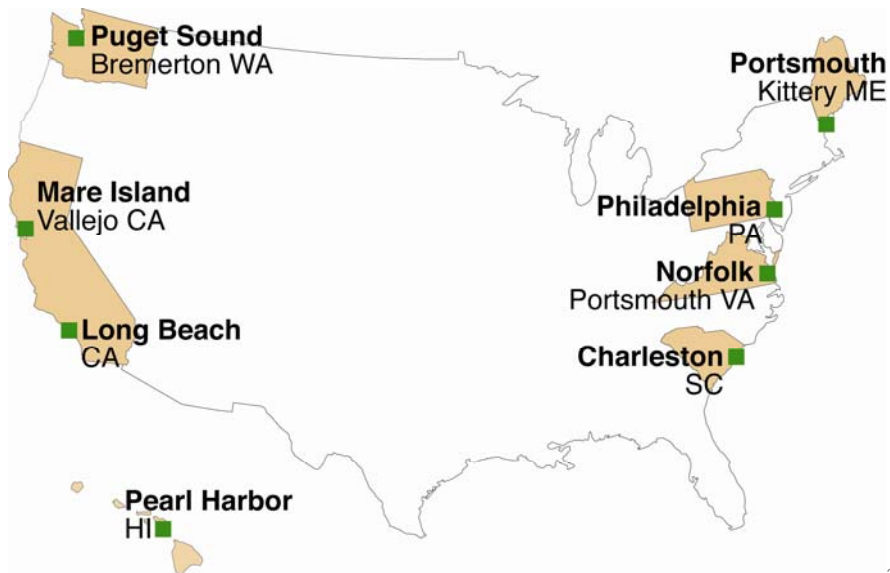 Puget Sound
Bremerton WA
Portsmouth
Kittery ME
Mare Island
Vallejo CA
Philadelphia
PA
Norfolk
Portsmouth VA
Long Beach
CA
Charleston
SC
Pearl Harbor
HI